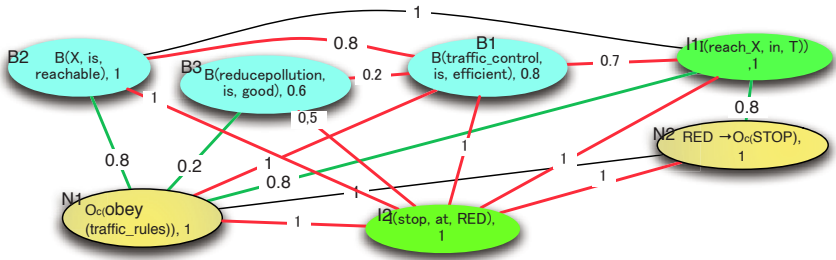 1
B2
B(X, is,
reachable), 1
0.8
B3
B(reducepollution,
is, good), 0.6
0.2
B1
B(traffic_control,
is, efficient), 0.8
0.7
I1
I(reach_X, in, T))
,1
1
0,5
0.8
N2
RED →Oc(STOP),
1
0.8
0.2
1
0.8
1
1
1
1
N1
Oc(obey
(traffic_rules)), 1
1
I2
I(stop, at, RED),
1